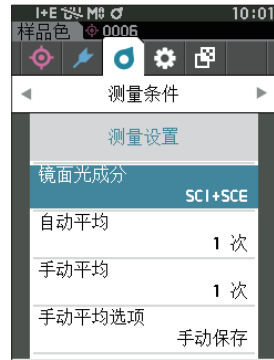 I+E M0 10:01
样品色 0006
测量条件
测量设置
镜面光成分
SCI+SCE
自动平均
1 次
手动平均
1 次
手动平均选项
手动保存